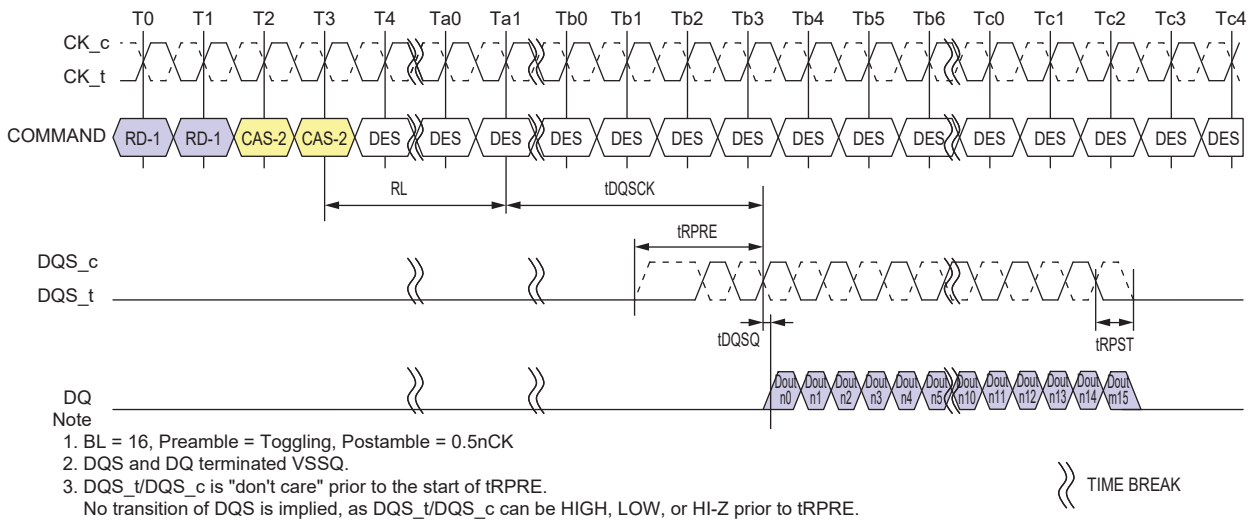 T0 T1 T2 T3 T4 Ta0 Ta1 Tb0 Tb1 Tb2 Tb3 Tb4 Tb5 Tb6 Tc0 Tc1 Tc2 Tc3 Tc4
CK_c
CK_t
COMMAND RD-1 RD-1 CAS-2 CAS-2 DES DES DES DES DES DES DES DES DES DES DES DES DES DES DES
RL tDQSCK
tRPRE
DQS_c
DQS_t
tDQSQ tRPST
DQ Dout n0 Dout n1 Dout n2 Dout n3 Dout n4 Dout n5 Dout n10 Dout n11 Dout n12 Dout n13 Dout n14 Dout m15
Note
1. BL = 16, Preamble = Toggling, Postamble = 0.5nCK
2. DQS and DQ terminated VSSQ.
3. DQS_t/DQS_c is "don't care" prior to the start of tRPRE.
No transition of DQS is implied, as DQS_t/DQS_c can be HIGH, LOW, or HI-Z prior to tRPRE.
TIME BREAK